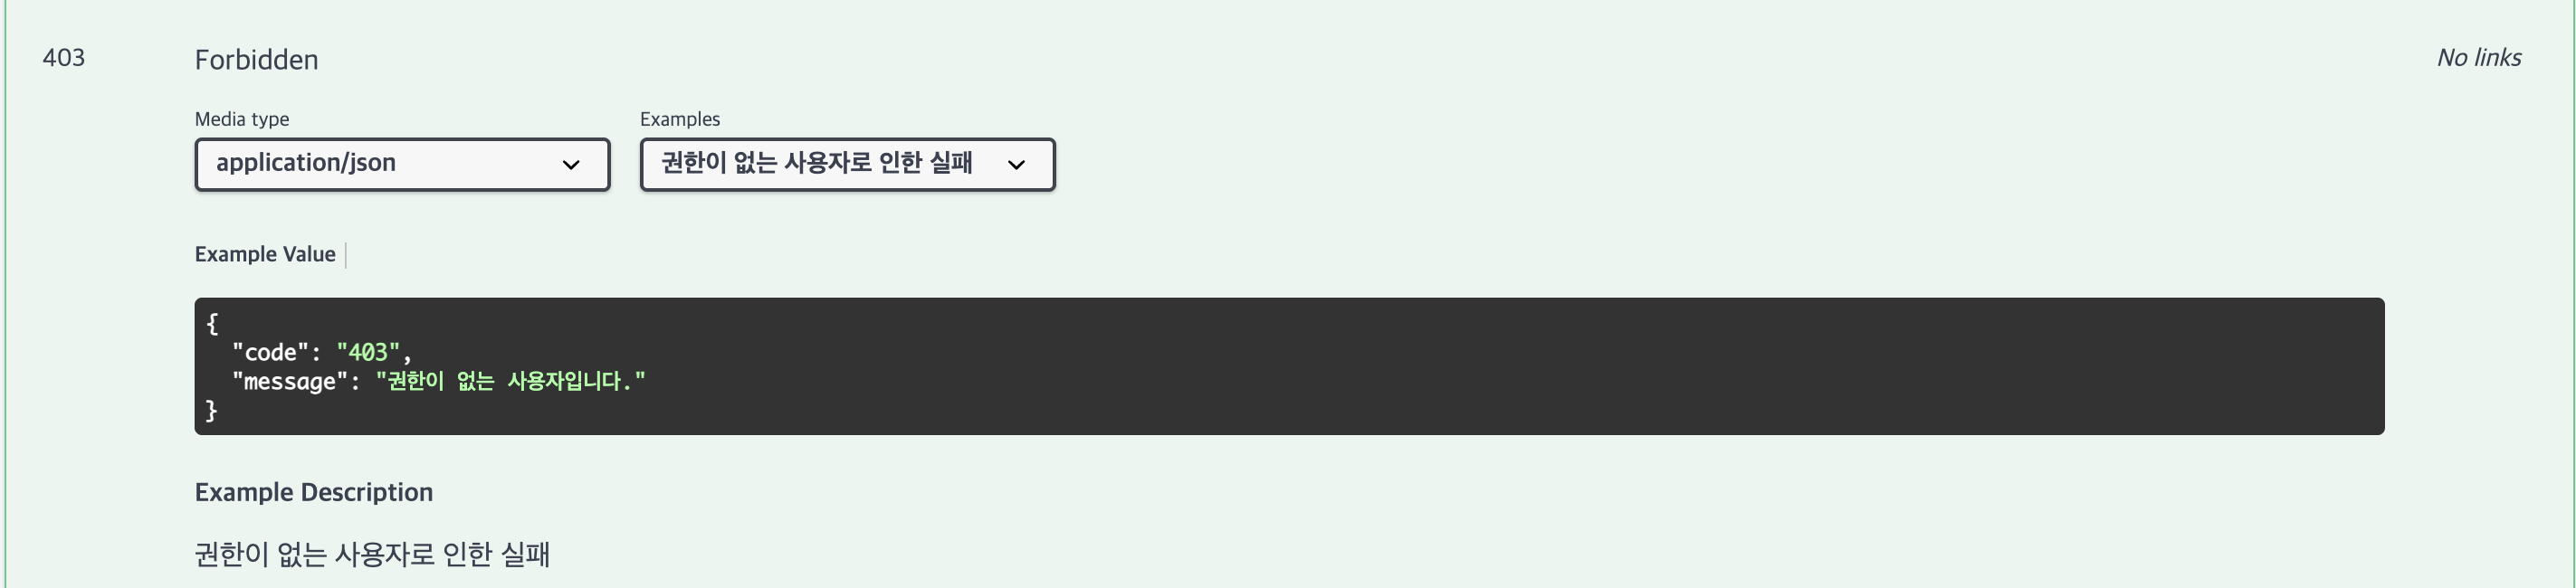 403 Forbidden No links
Media type Examples
application/json 권한이 없는 사용자로 인한 실패
Example Value
{
"code": "403",
"message": "권한이 없는 사용자입니다."
}
Example Description
권한이 없는 사용자로 인한 실패